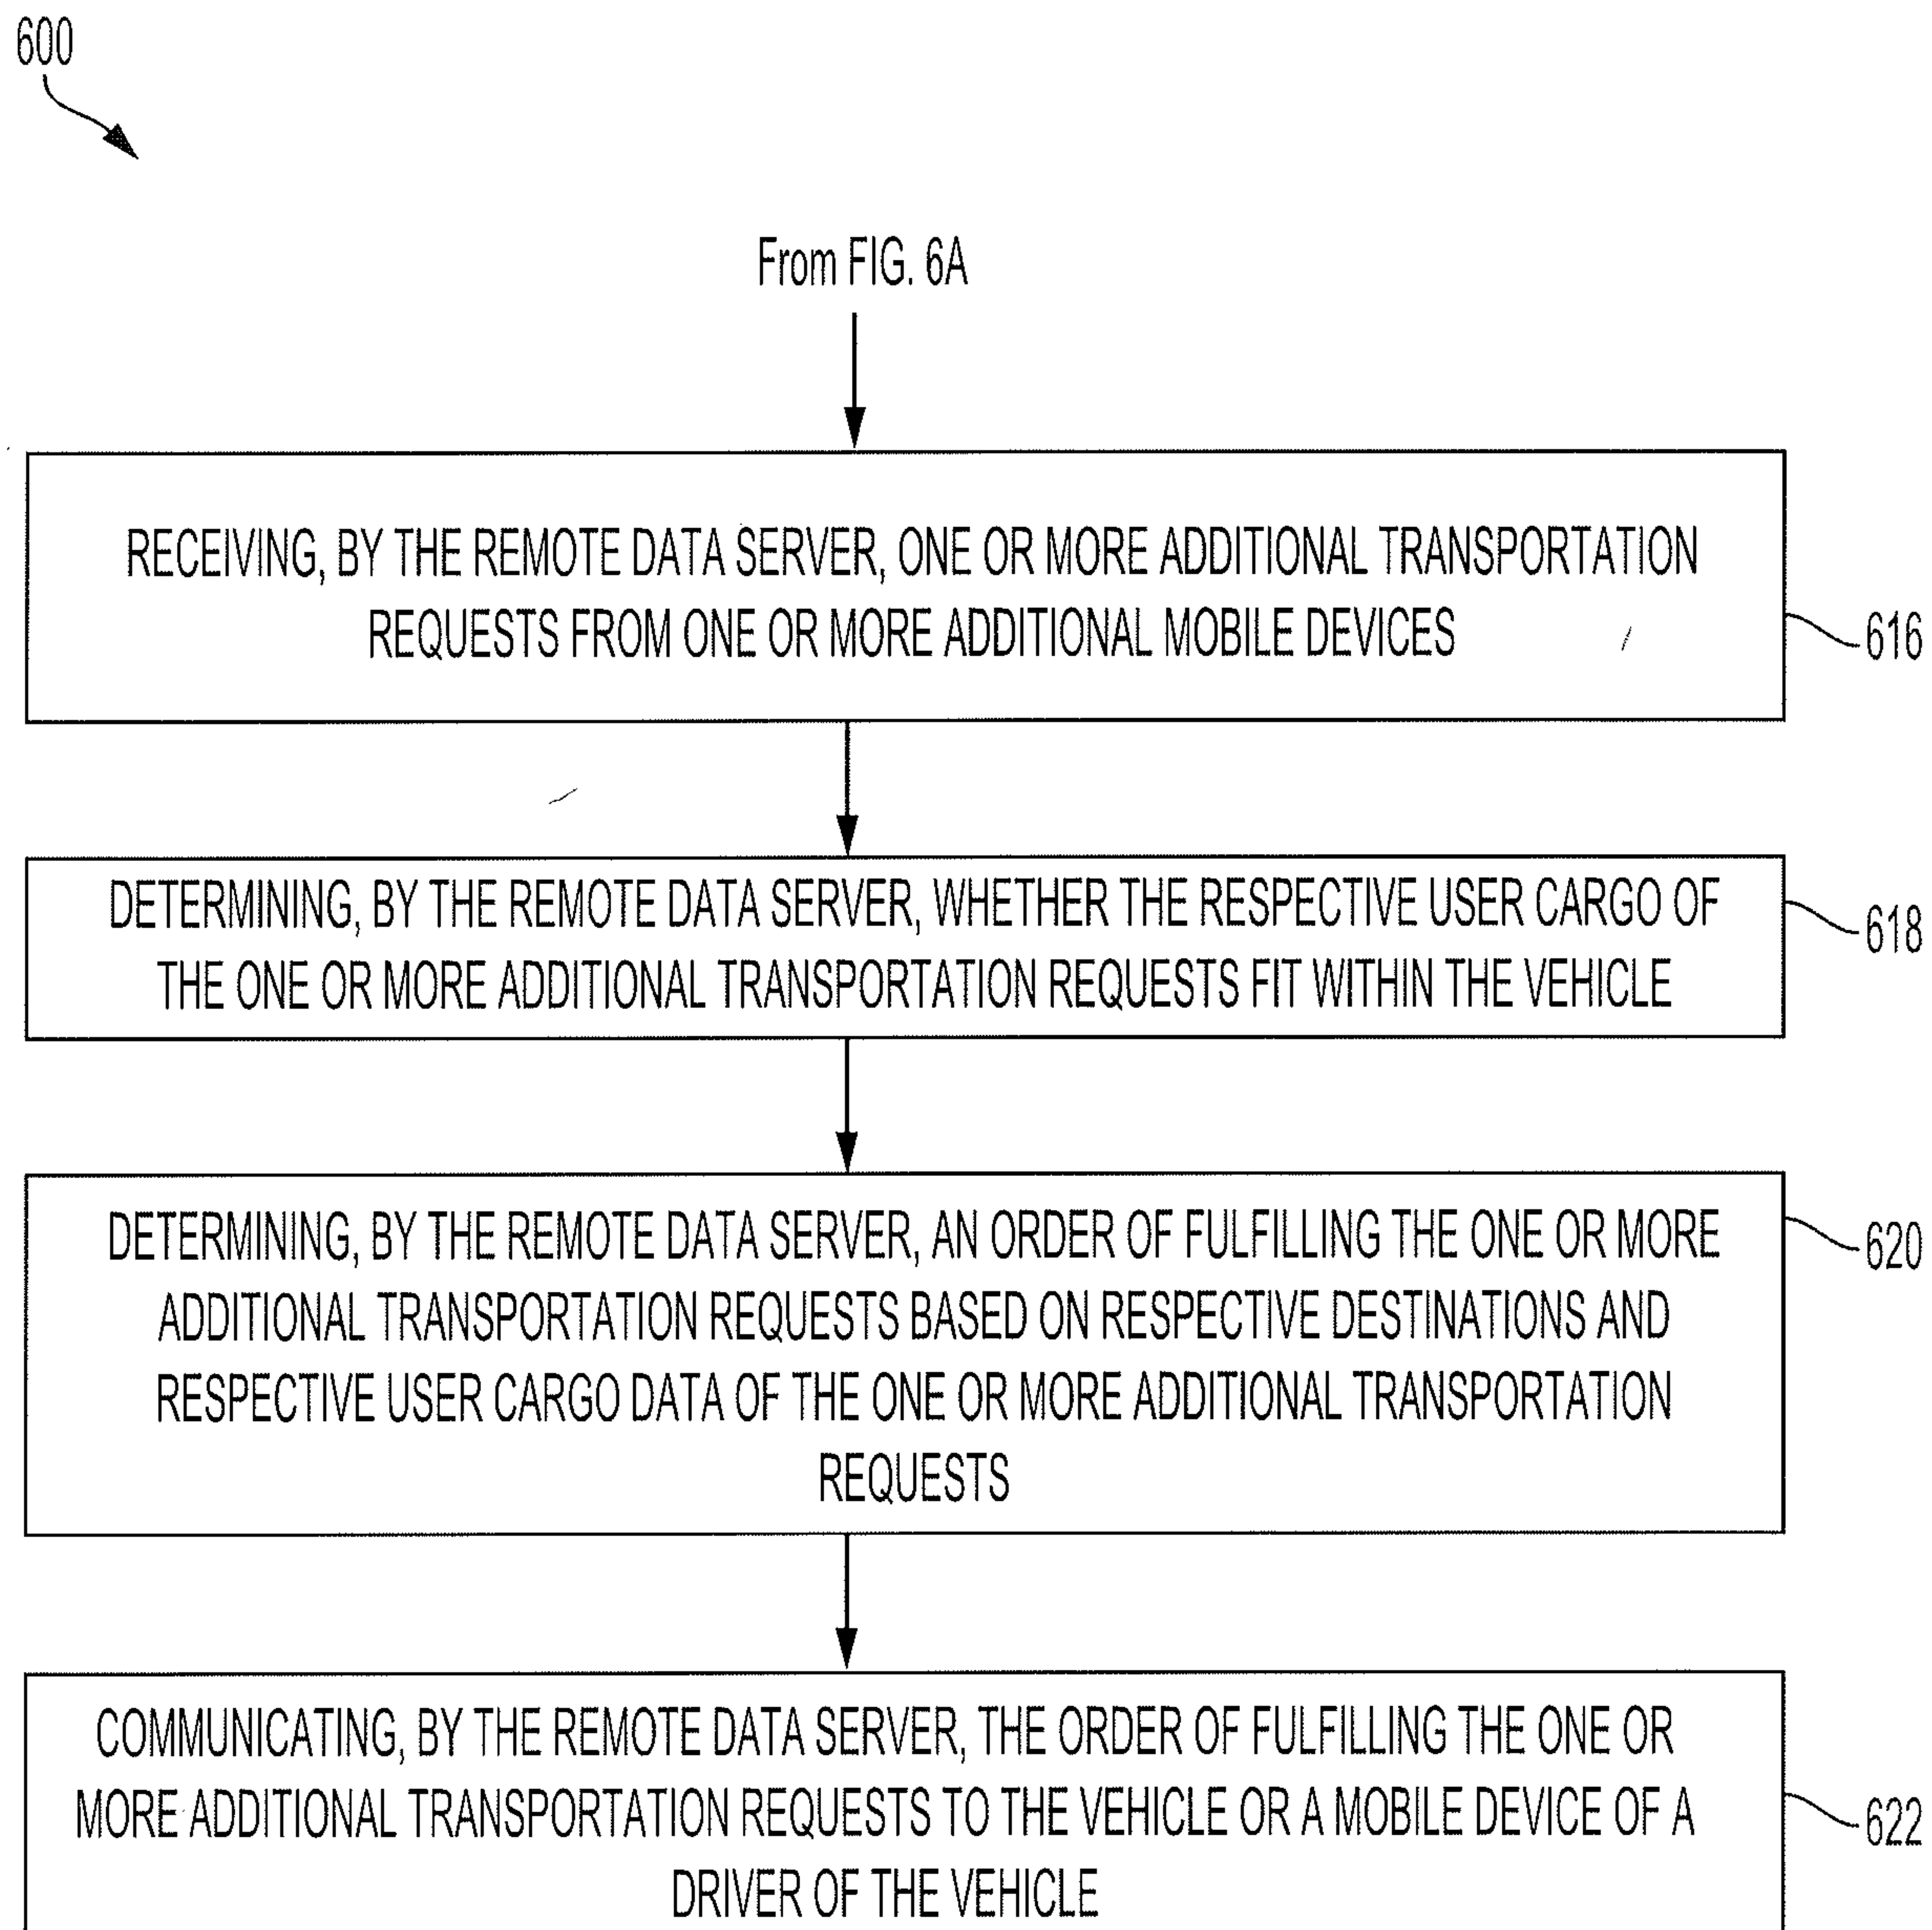 600
From FIG. 6A
RECEIVING, BY THE REMOTE DATA SERVER, ONE OR MORE ADDITIONAL TRANSPORTATION
REQUESTS FROM ONE OR MORE ADDITIONAL MOBILE DEVICES
616
DETERMINING, BY THE REMOTE DATA SERVER, WHETHER THE RESPECTIVE USER CARGO OF
THE ONE OR MORE ADDITIONAL TRANSPORTATION REQUESTS FIT WITHIN THE VEHICLE
618
DETERMINING, BY THE REMOTE DATA SERVER, AN ORDER OF FULFILLING THE ONE OR MORE
ADDITIONAL TRANSPORTATION REQUESTS BASED ON RESPECTIVE DESTINATIONS AND
RESPECTIVE USER CARGO DATA OF THE ONE OR MORE ADDITIONAL TRANSPORTATION
REQUESTS
620
COMMUNICATING, BY THE REMOTE DATA SERVER, THE ORDER OF FULFILLING THE ONE OR
MORE ADDITIONAL TRANSPORTATION REQUESTS TO THE VEHICLE OR A MOBILE DEVICE OF A
DRIVER OF THE VEHICLE
622